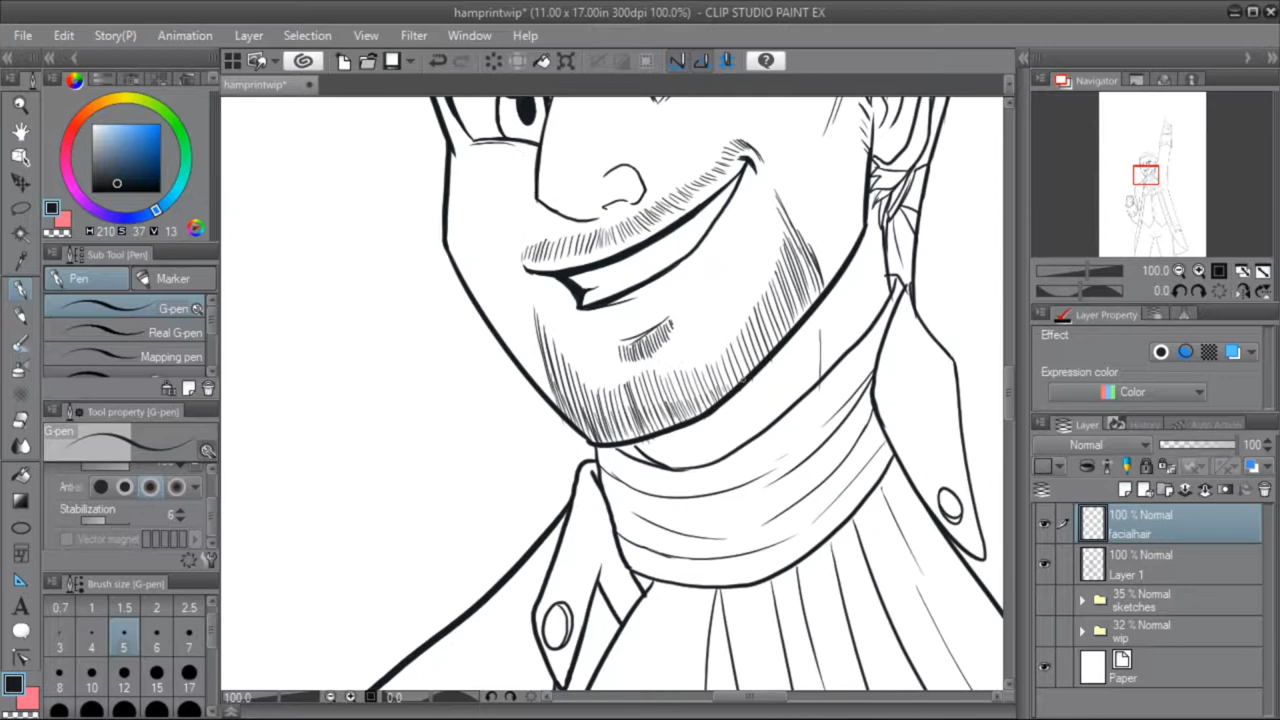 hamprintwip* (11.00 x 17.00in 300dpi 100.0%) - CLIP STUDIO PAINT EX
File Edit Story(P) Animation Layer Selection View Filter Window Help
hamprintwip*
Navigator
H 210 S 37 V 13
Sub Tool [Pen]
Pen Marker
G-pen
Real G-pen
Mapping pen
Tool property [G-pen]
G-pen
Stabilization
6
Vector magnet
Brush size [G-pen]
0.7 1 1.5 2 2.5
3 4 5 6 7
8 10 12 15 17
100.0
0.0
100.0
0.0
Layer Property
Effect
Expression color
Color
Layer History Auto Action
Normal 100
100 % Normal
facialhair
100 % Normal
Layer 1
35 % Normal
sketches
32 % Normal
wip
Paper